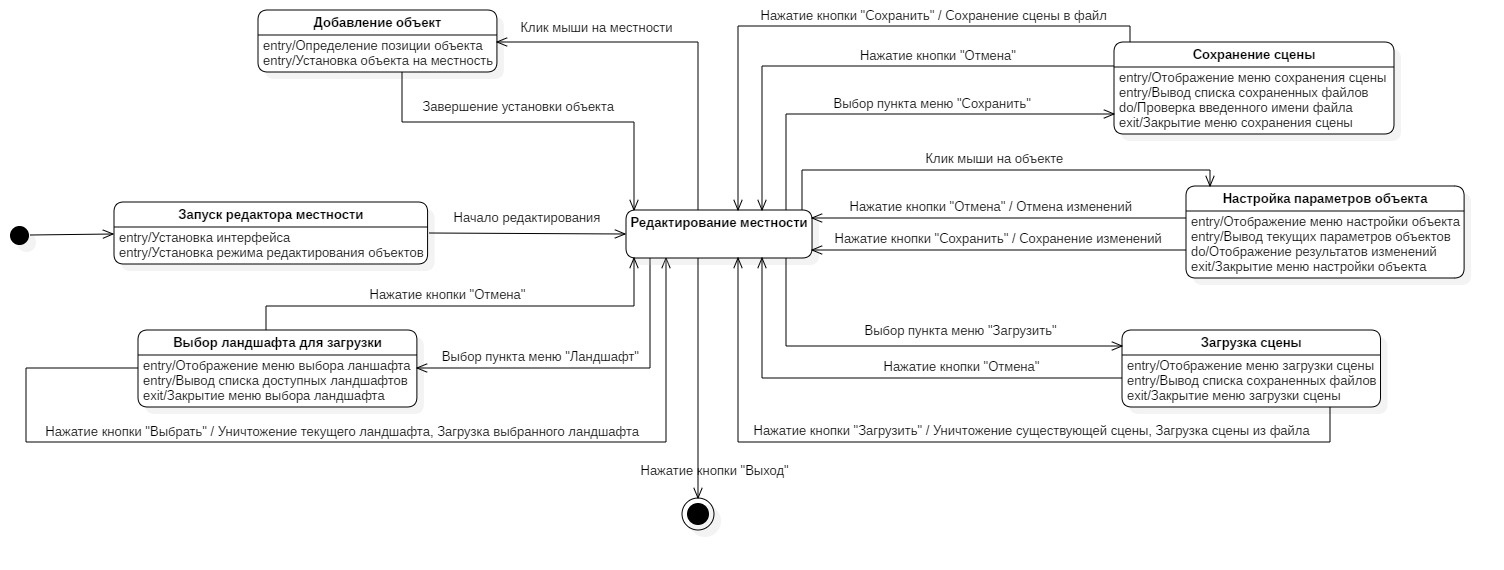 Добавление объект
entry/Определение позиции объекта
entry/Установка объекта на местность
Клик мыши на местности
Завершение установки объекта
Нажатие кнопки "Сохранить" / Сохранение сцены в файл
Нажатие кнопки "Отмена"
Выбор пункта меню "Сохранить"
Сохранение сцены
entry/Отображение меню сохранения сцены
entry/Вывод списка сохраненных файлов
do/Проверка введенного имени файла
exit/Закрытие меню сохранения сцены
Клик мыши на объекте
Запуск редактора местности
entry/Установка интерфейса
entry/Установка режима редактирования объектов
Начало редактирования
Редактирование местности
Нажатие кнопки "Отмена" / Отмена изменений
Нажатие кнопки "Сохранить" / Сохранение изменений
Настройка параметров объекта
entry/Отображение меню настройки объекта
entry/Вывод текущих параметров объектов
do/Отображение результатов изменений
exit/Закрытие меню настройки объекта
Нажатие кнопки "Отмена"
Выбор ландшафта для загрузки
entry/Отображение меню выбора ланшафта
entry/Вывод списка доступных ландшафтов
exit/Закрытие меню выбора ландшафта
Выбор пункта меню "Ландшафт"
Нажатие кнопки "Выбрать" / Уничтожение текущего ландшафта, Загрузка выбранного ландшафта
Выбор пункта меню "Загрузить"
Нажатие кнопки "Отмена"
Загрузка сцены
entry/Отображение меню загрузки сцены
entry/Вывод списка сохраненных файлов
exit/Закрытие меню загрузки сцены
Нажатие кнопки "Загрузить" / Уничтожение существующей сцены, Загрузка сцены из файла
Нажатие кнопки "Выход"